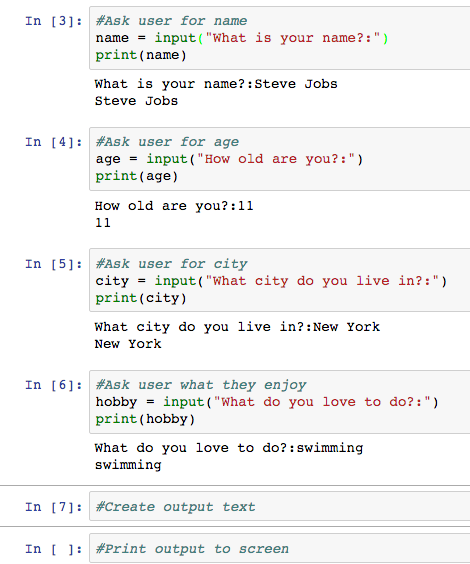 In [3]: #Ask user for name
name = input("What is your name?:")
print(name)
What is your name?:Steve Jobs
Steve Jobs
In [4]: #Ask user for age
age = input("How old are you?:")
print(age)
How old are you?:11
11
In [5]: #Ask user for city
city = input("What city do you live in?:")
print(city)
What city do you live in?:New York
New York
In [6]: #Ask user what they enjoy
hobby = input("What do you love to do?:")
print(hobby)
What do you love to do?:swimming
swimming
In [7]: #Create output text
In [ ]: #Print output to screen